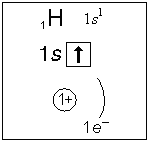 ₁H 1s¹
1s ↑
1+
1e⁻